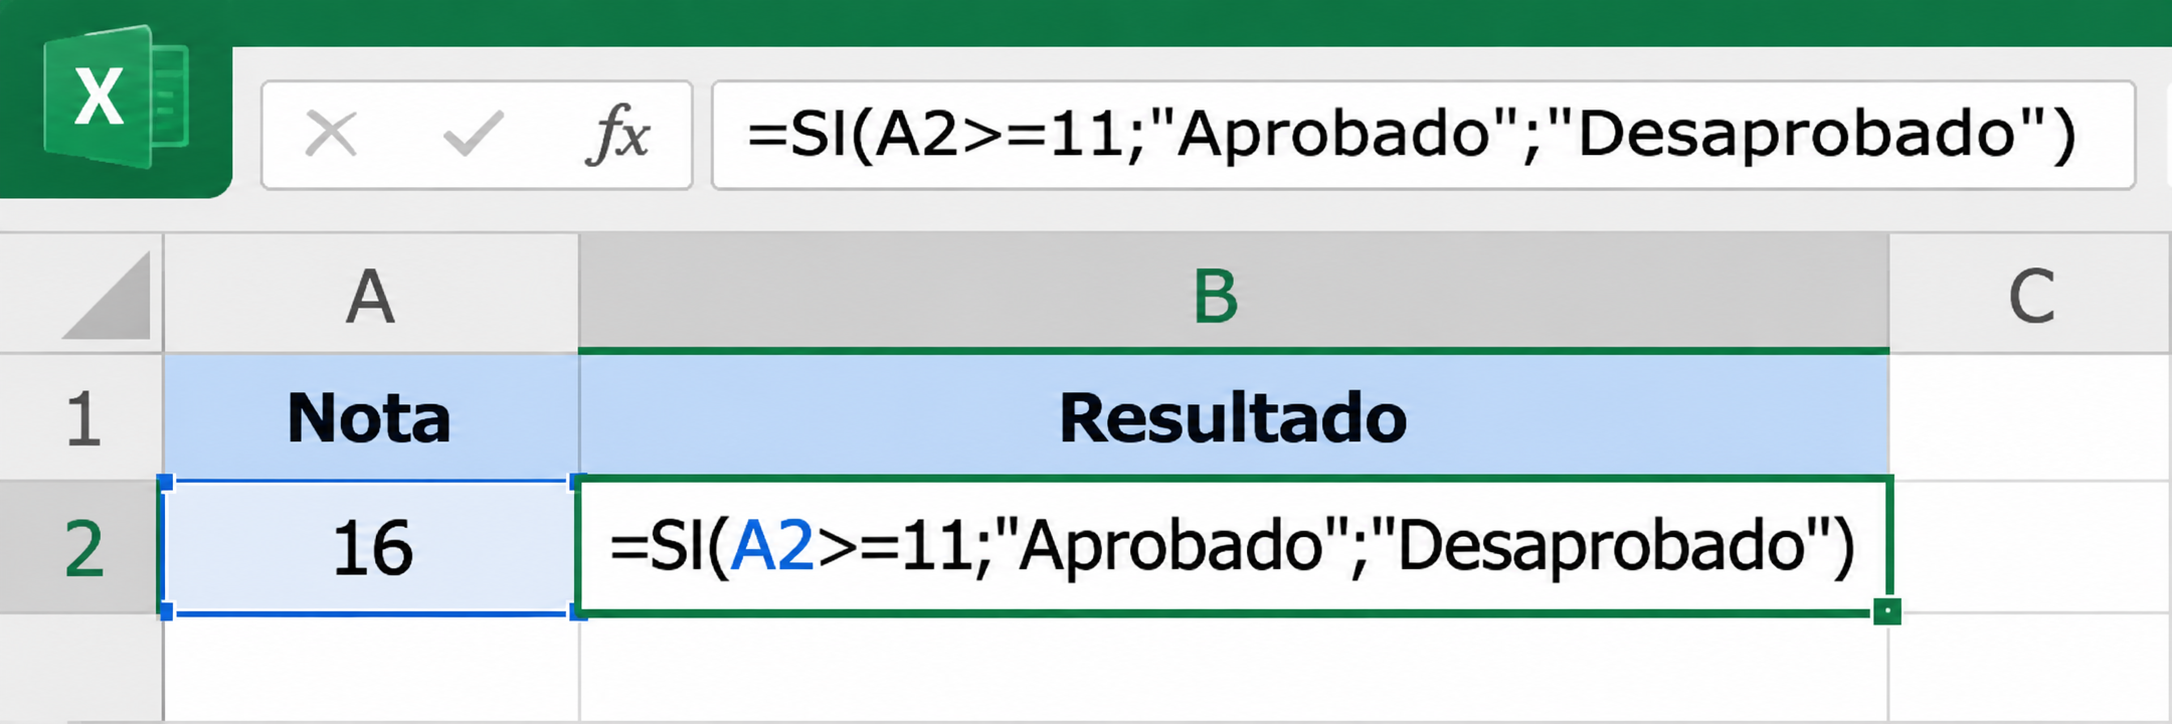 X
fx =SI(A2>=11;"Aprobado";"Desaprobado")
A B C
1 Nota Resultado
2 16 =SI(A2>=11;"Aprobado";"Desaprobado")